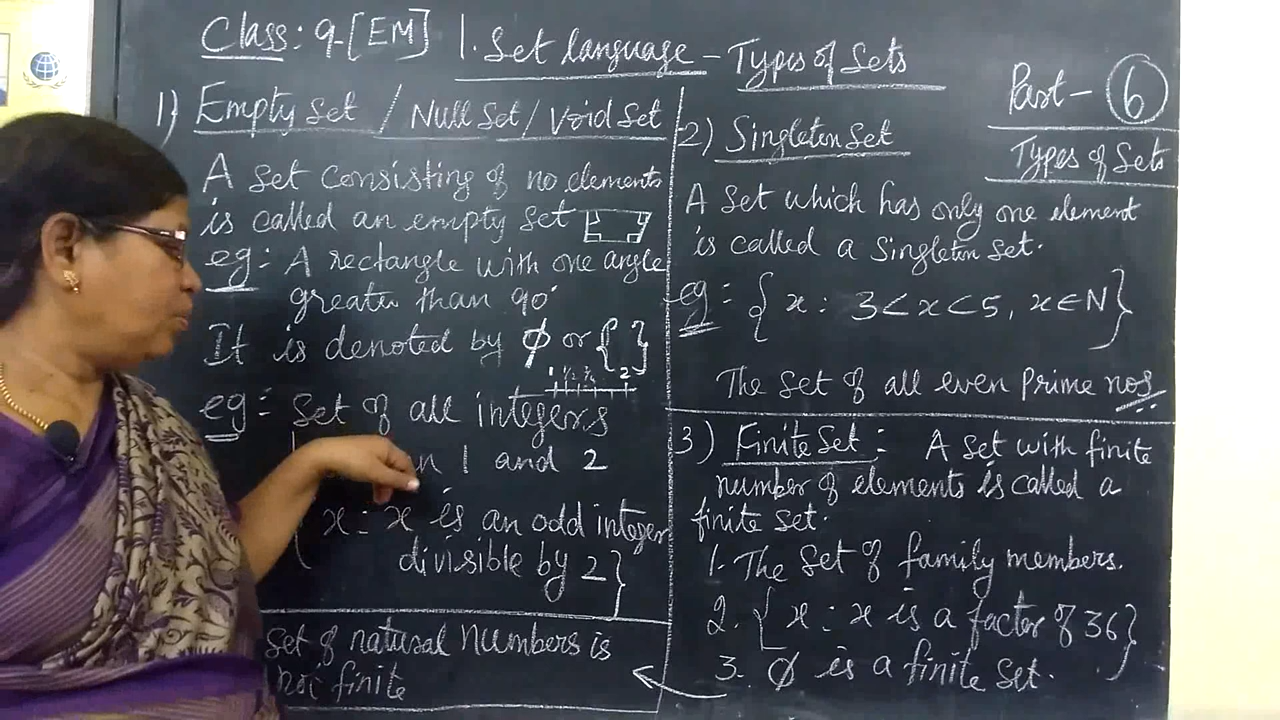 Class: 9-[EM] 1. Set language - Types of Sets
Part - 6
Types of Sets
1) Empty Set / Null Set / Void Set
A Set consisting of no elements
is called an empty set
eg: A rectangle with one angle
greater than 90°
It is denoted by ϕ or { }
1 1/2 3/4 2
eg: Set of all integers
n 1 and 2
{ x : x is an odd integer
divisible by 2}
Set of natural numbers is
not finite
2) Singleton Set
A Set which has only one element
is called a Singleton set.
eg: { x : 3 < x < 5, x ∈ N}
The set of all even prime nos.
3) Finite Set : A set with finite
number of elements is called a
finite set.
1. The Set of family members.
2. { x : x is a factor of 36}
3. ϕ is a finite set.